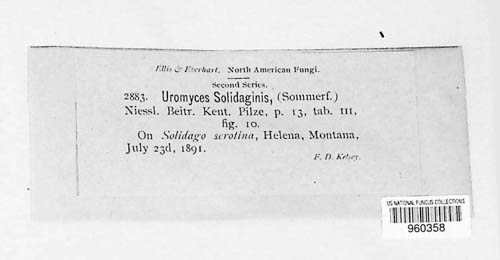 Ellis & Everhart. North American Fungi.
Second Series.
2883. Uromyces Solidaginis, (Sommerf.)
Niessl. Beitr. Kent. Pilze, p. 13, tab. III,
fig. 10.
On Solidago serotina, Helena, Montana,
July 23d, 1891.
F. D. Kelsey.
US NATIONAL FUNGUS COLLECTIONS
960358